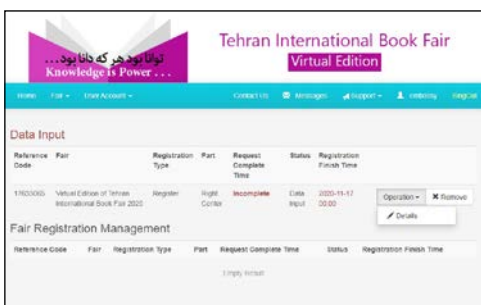 توانا بود هر که دانا بود...
Knowledge is Power . . .
Tehran International Book Fair
Virtual Edition
Home Fair User Account Contact Us Messages Support
Data Input
Reference Code Fair Registration Type Part Request Complete Time Status Registration Finish Time
Virtual Edition of Tehran International Book Fair 2020 Register Right Center Incomplete Data Input 2020-11-17 00:00 Operation Remove
Details
Fair Registration Management
Reference Code Fair Registration Type Part Request Complete Time Status Registration Finish Time
Empty Result